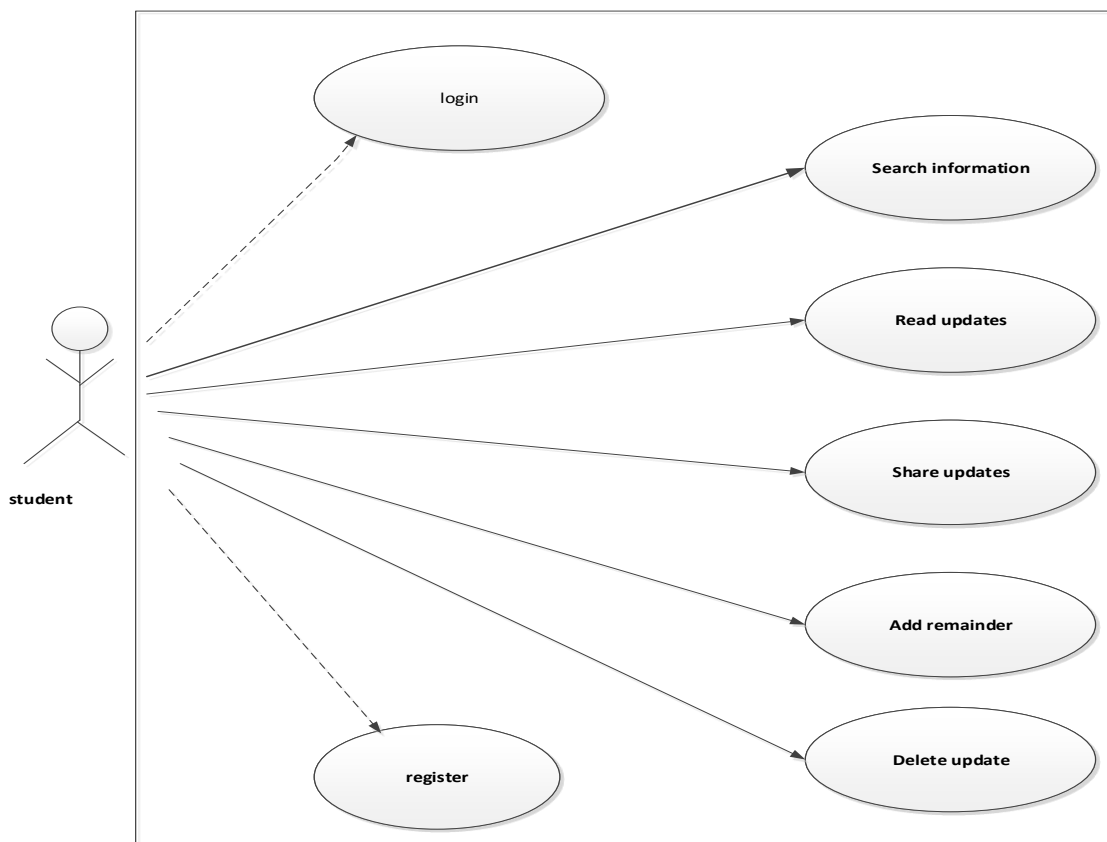 login
Search information
Read updates
student
Share updates
Add remainder
register
Delete update